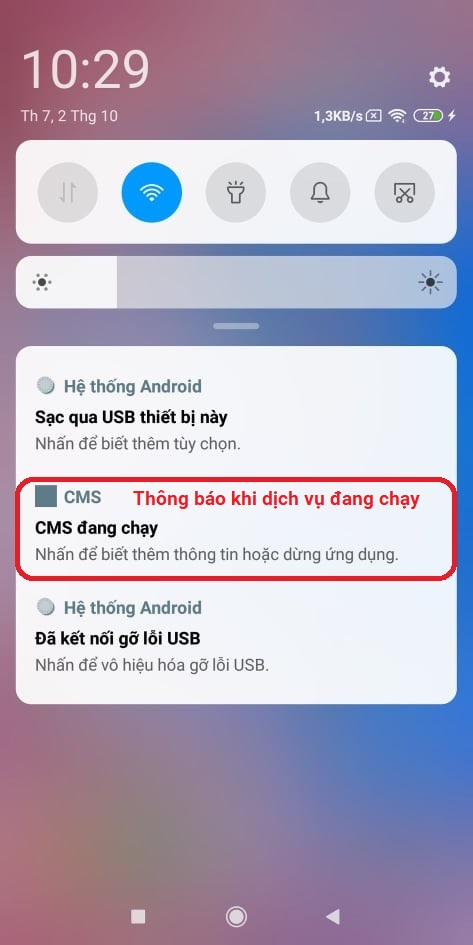 10:29
Th 7, 2 Thg 10
1,3KB/s
27
Hệ thống Android
Sạc qua USB thiết bị này
Nhấn để biết thêm tùy chọn.
CMS Thông báo khi dịch vụ đang chạy
CMS đang chạy
Nhấn để biết thêm thông tin hoặc dừng ứng dụng.
Hệ thống Android
Đã kết nối gỡ lỗi USB
Nhấn để vô hiệu hóa gỡ lỗi USB.